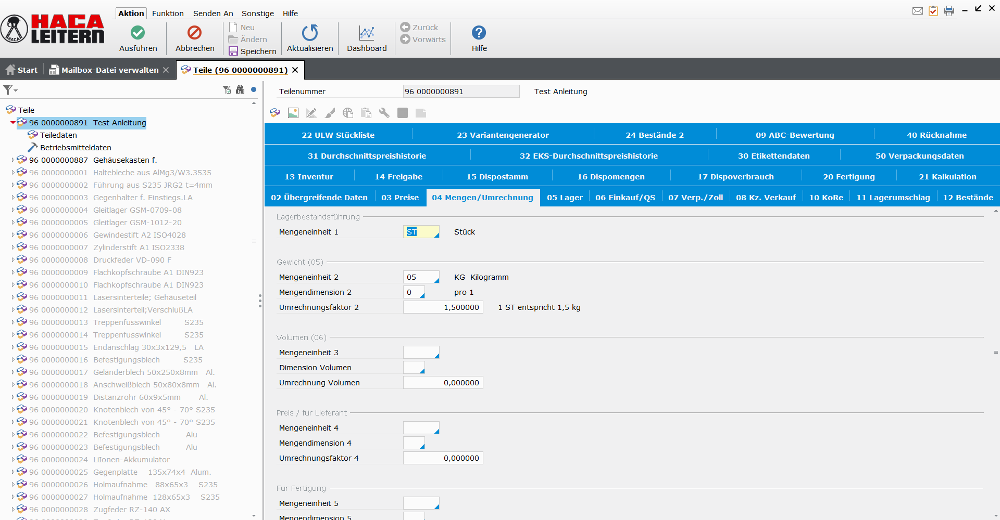 HACA
LEITERN
HACA
Aktion Funktion Senden An Sonstige Hilfe
Ausführen
Abbrechen
Neu
Ändern
Speichern
Aktualisieren
Dashboard
Zurück
Vorwärts
Hilfe
Start
Mailbox-Datei verwalten
Teile (96 0000000891)
Teile
96 0000000891 Test Anleitung
Teiledaten
Betriebsmitteldaten
96 0000000887 Gehäusekasten f.
96 0000000001 Haltebleche aus AlMg3/W3.3535
96 0000000002 Führung aus S235 JRG2 t=4mm
96 0000000003 Gegenhalter f. Einstiegs.LA
96 0000000004 Gleitlager GSM-0709-08
96 0000000005 Gleitlager GSM-1012-20
96 0000000006 Gewindestift A2 ISO4028
96 0000000007 Zylinderstift A1 ISO2338
96 0000000008 Druckfeder VD-090 F
96 0000000009 Flachkopfschraube A1 DIN923
96 0000000010 Flachkopfschraube A1 DIN923
96 0000000011 Lasersinterteile; Gehäuseteil
96 0000000012 Lasersinterteil;VerschlußLA
96 0000000013 Treppenfusswinkel S235
96 0000000014 Treppenfusswinkel S235
96 0000000015 Endanschlag 30x3x129,5 LA
96 0000000016 Befestigungsblech S235
96 0000000017 Geländerblech 50x250x8mm Al.
96 0000000018 Anschweißblech 50x80x8mm Al.
96 0000000019 Distanzrohr 60x9x5mm Al.
96 0000000020 Knotenblech von 45° - 70° S235
96 0000000021 Knotenblech von 45° - 70° S235
96 0000000022 Befestigungsblech Alu
96 0000000023 Befestigungsblech Alu
96 0000000024 LiIonen-Akkumulator
96 0000000025 Gegenplatte 135x74x4 Alum.
96 0000000026 Holmaufnahme 88x65x3 S235
96 0000000027 Holmaufnahme 128x65x3 S235
96 0000000028 Zugfeder RZ-140 AX
Teilenummer 96 0000000891 Test Anleitung
22 ULW Stückliste 23 Variantengenerator 24 Bestände 2 09 ABC-Bewertung 40 Rücknahme
31 Durchschnittspreishistorie 32 EKS-Durchschnittspreishistorie 30 Etikettendaten 50 Verpackungsdaten
13 Inventur 14 Freigabe 15 Dispostamm 16 Dispomengen 17 Dispoverbrauch 20 Fertigung 21 Kalkulation
02 Übergreifende Daten 03 Preise 04 Mengen/Umrechnung 05 Lager 06 Einkauf/QS 07 Verp./Zoll 08 Kz. Verkauf 10 KoRe 11 Lagerumschlag 12 Bestände
Lagerbestandsführung
Mengeneinheit 1 ST Stück
Gewicht (05)
Mengeneinheit 2 05 KG Kilogramm
Mengendimension 2 0 pro 1
Umrechnungsfaktor 2 1,500000 1 ST entspricht 1,5 kg
Volumen (06)
Mengeneinheit 3
Dimension Volumen
Umrechnung Volumen 0,000000
Preis / für Lieferant
Mengeneinheit 4
Mengendimension 4
Umrechnungsfaktor 4 0,000000
Für Fertigung
Mengeneinheit 5
Mengendimension 5